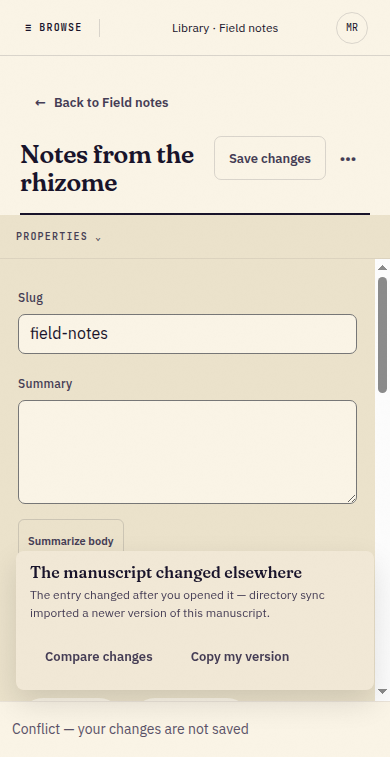 ≡ BROWSE
Library · Field notes
MR
← Back to Field notes
Notes from the
rhizome
Save changes
•••
PROPERTIES ⌄
Slug
field-notes
Summary
Summarize body
The manuscript changed elsewhere
The entry changed after you opened it — directory sync
imported a newer version of this manuscript.
Compare changes
Copy my version
Conflict — your changes are not saved